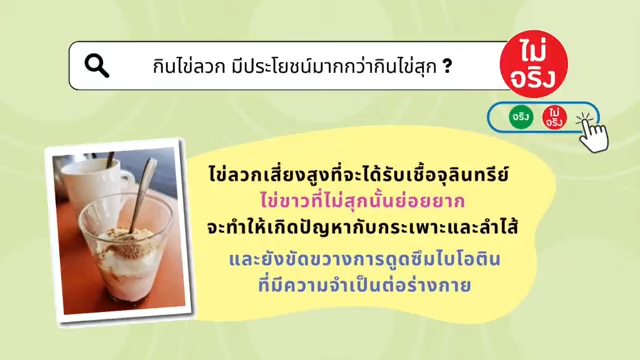 กินไข่ลวก มีประโยชน์มากกว่ากินไข่สุก ?
ไม่
จริง
จริง
ไม่
จริง
ไข่ลวกเสี่ยงสูงที่จะได้รับเชื้อจุลินทรีย์
ไข่ขาวที่ไม่สุกนั้นย่อยยาก
จะทำให้เกิดปัญหากับกระเพาะและลำไส้
และยังขัดขวางการดูดซึมไบโอติน
ที่มีความจำเป็นต่อร่างกาย